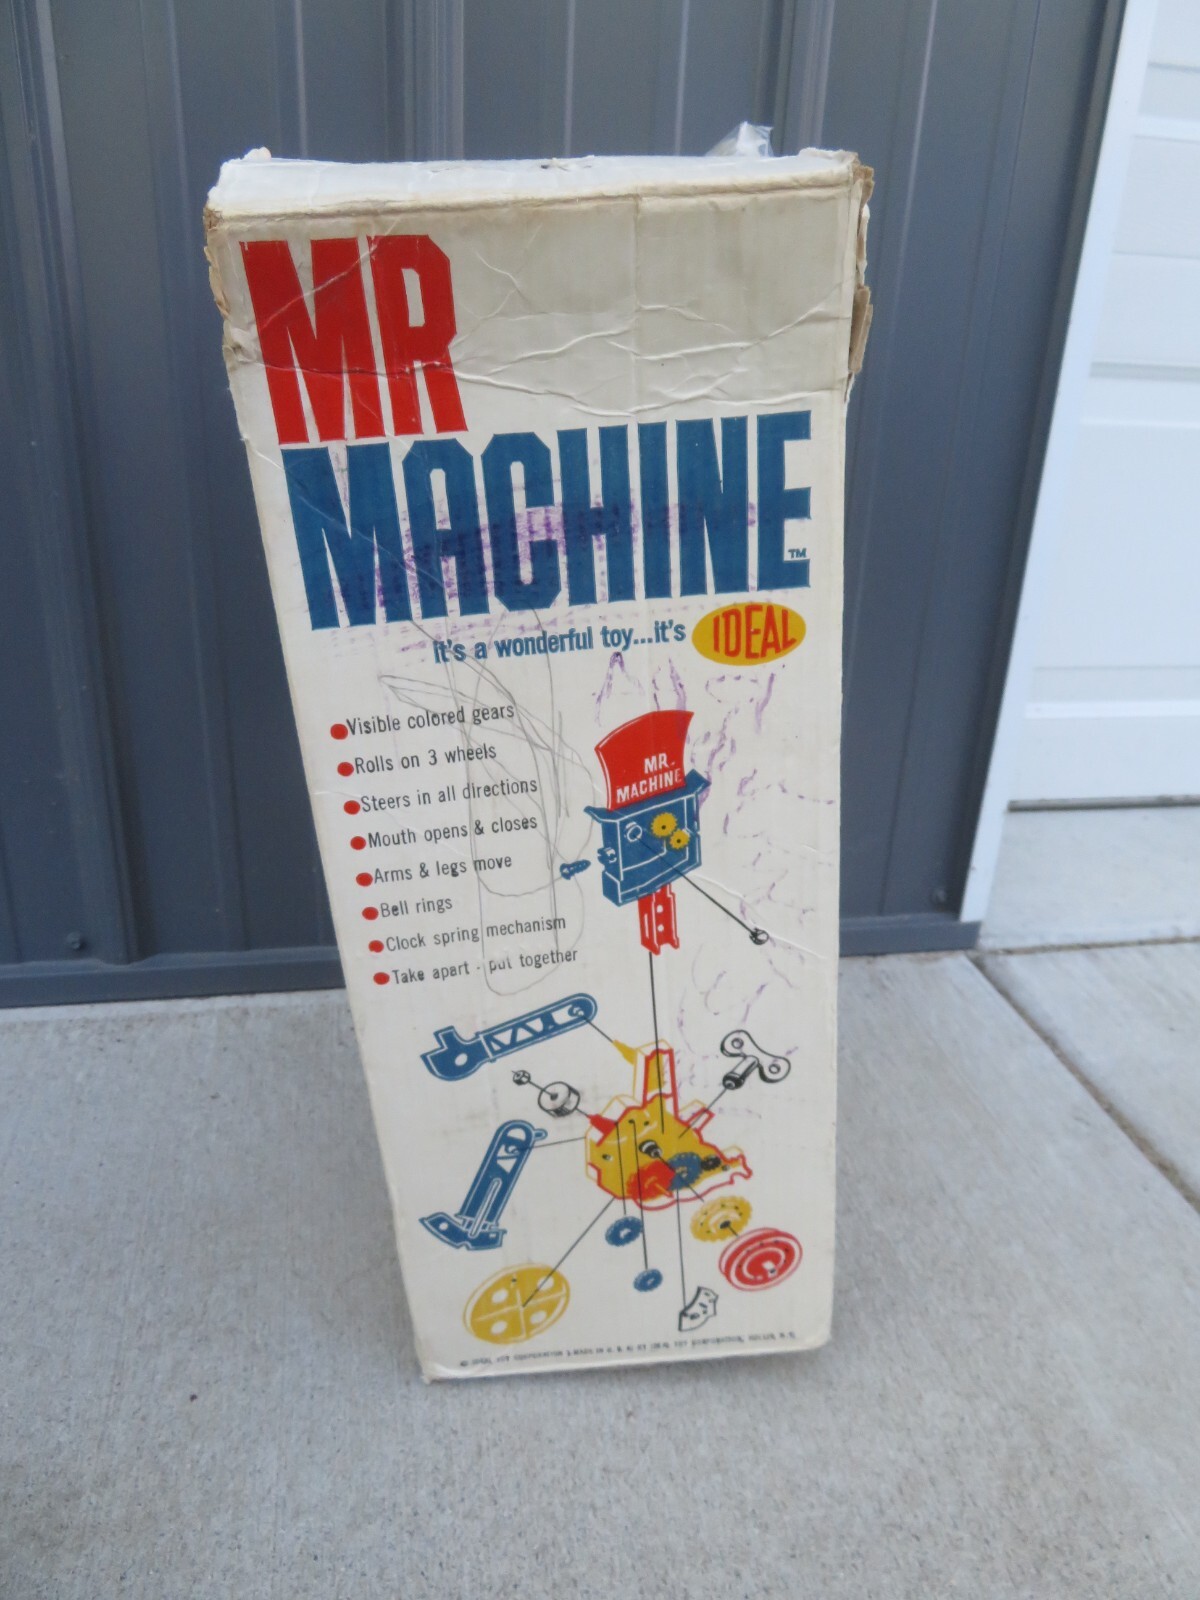 MR
MACHINE
TM
it's a wonderful toy...it's IDEAL
Visible colored gears
Rolls on 3 wheels
Steers in all directions
Mouth opens & closes
Arms & legs move
Bell rings
Clock spring mechanism
Take apart - put together
MR.
MACHINE